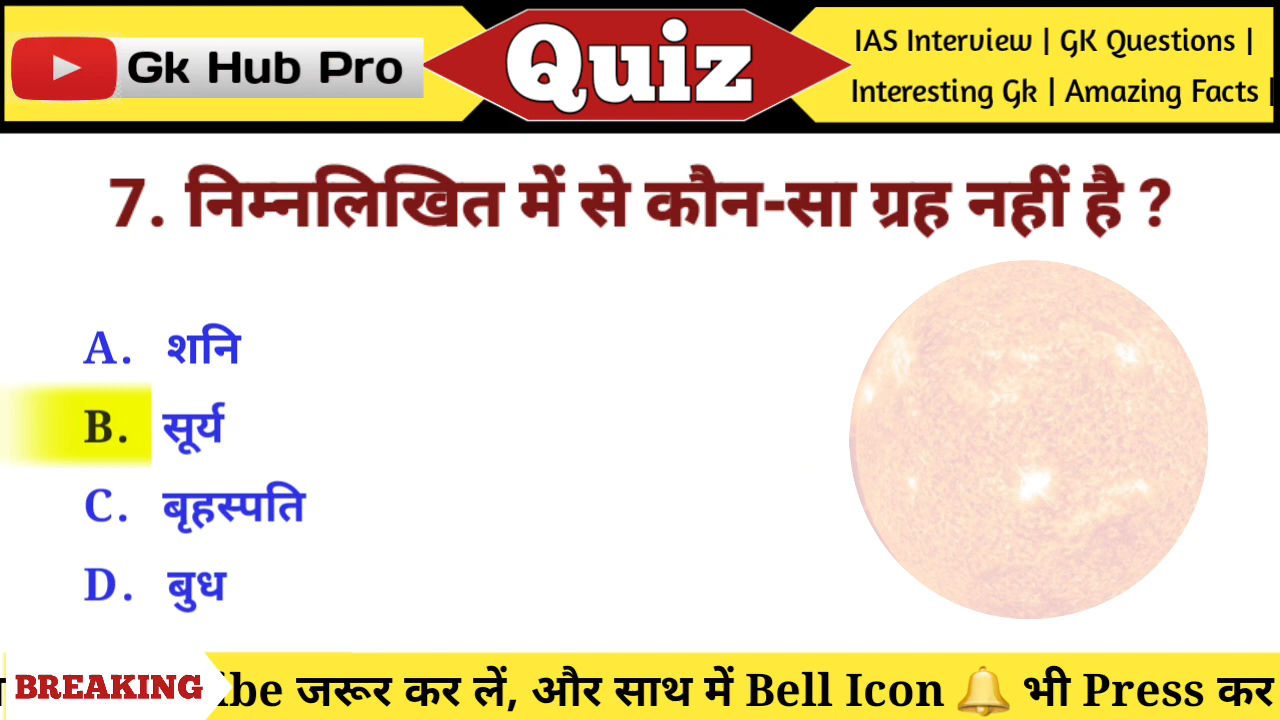 Gk Hub Pro
Quiz
IAS Interview | GK Questions |
Interesting Gk | Amazing Facts |
7. निम्नलिखित में से कौन-सा ग्रह नहीं है ?
A. शनि
B. सूर्य
C. बृहस्पति
D. बुध
BREAKING
ibe जरूर कर लें, और साथ में Bell Icon 🔔 भी Press कर